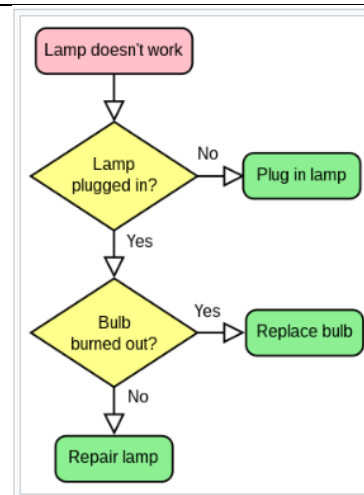 Lamp doesn't work
Lamp
plugged in?
No
Plug in lamp
Yes
Bulb
burned out?
Yes
Replace bulb
No
Repair lamp